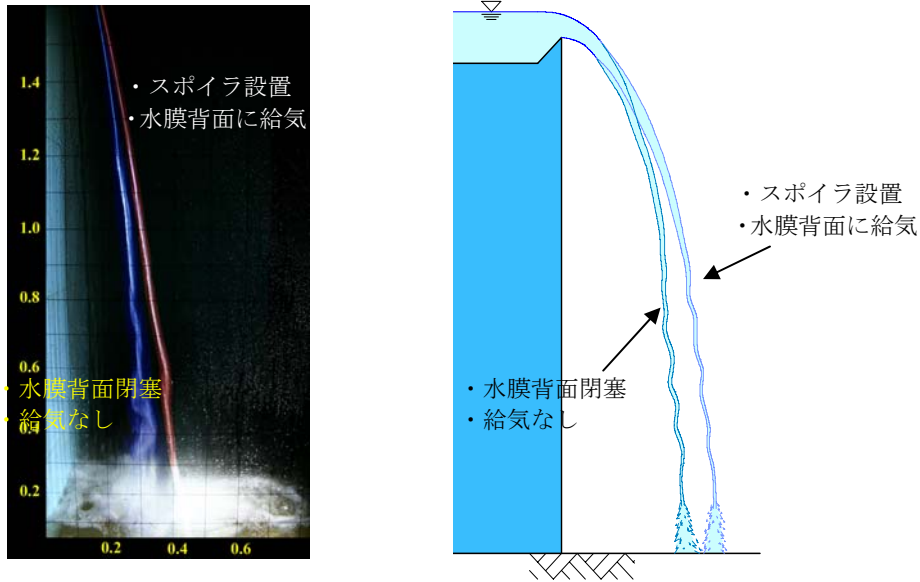 1.4
・スポイラ設置
・水膜背面に給気
1.2
1.0
0.8
0.6
・水膜背面閉塞
・給気なし
0.4
0.2
0.2 0.4 0.6
・スポイラ設置
・水膜背面に給気
・水膜背面閉塞
・給気なし